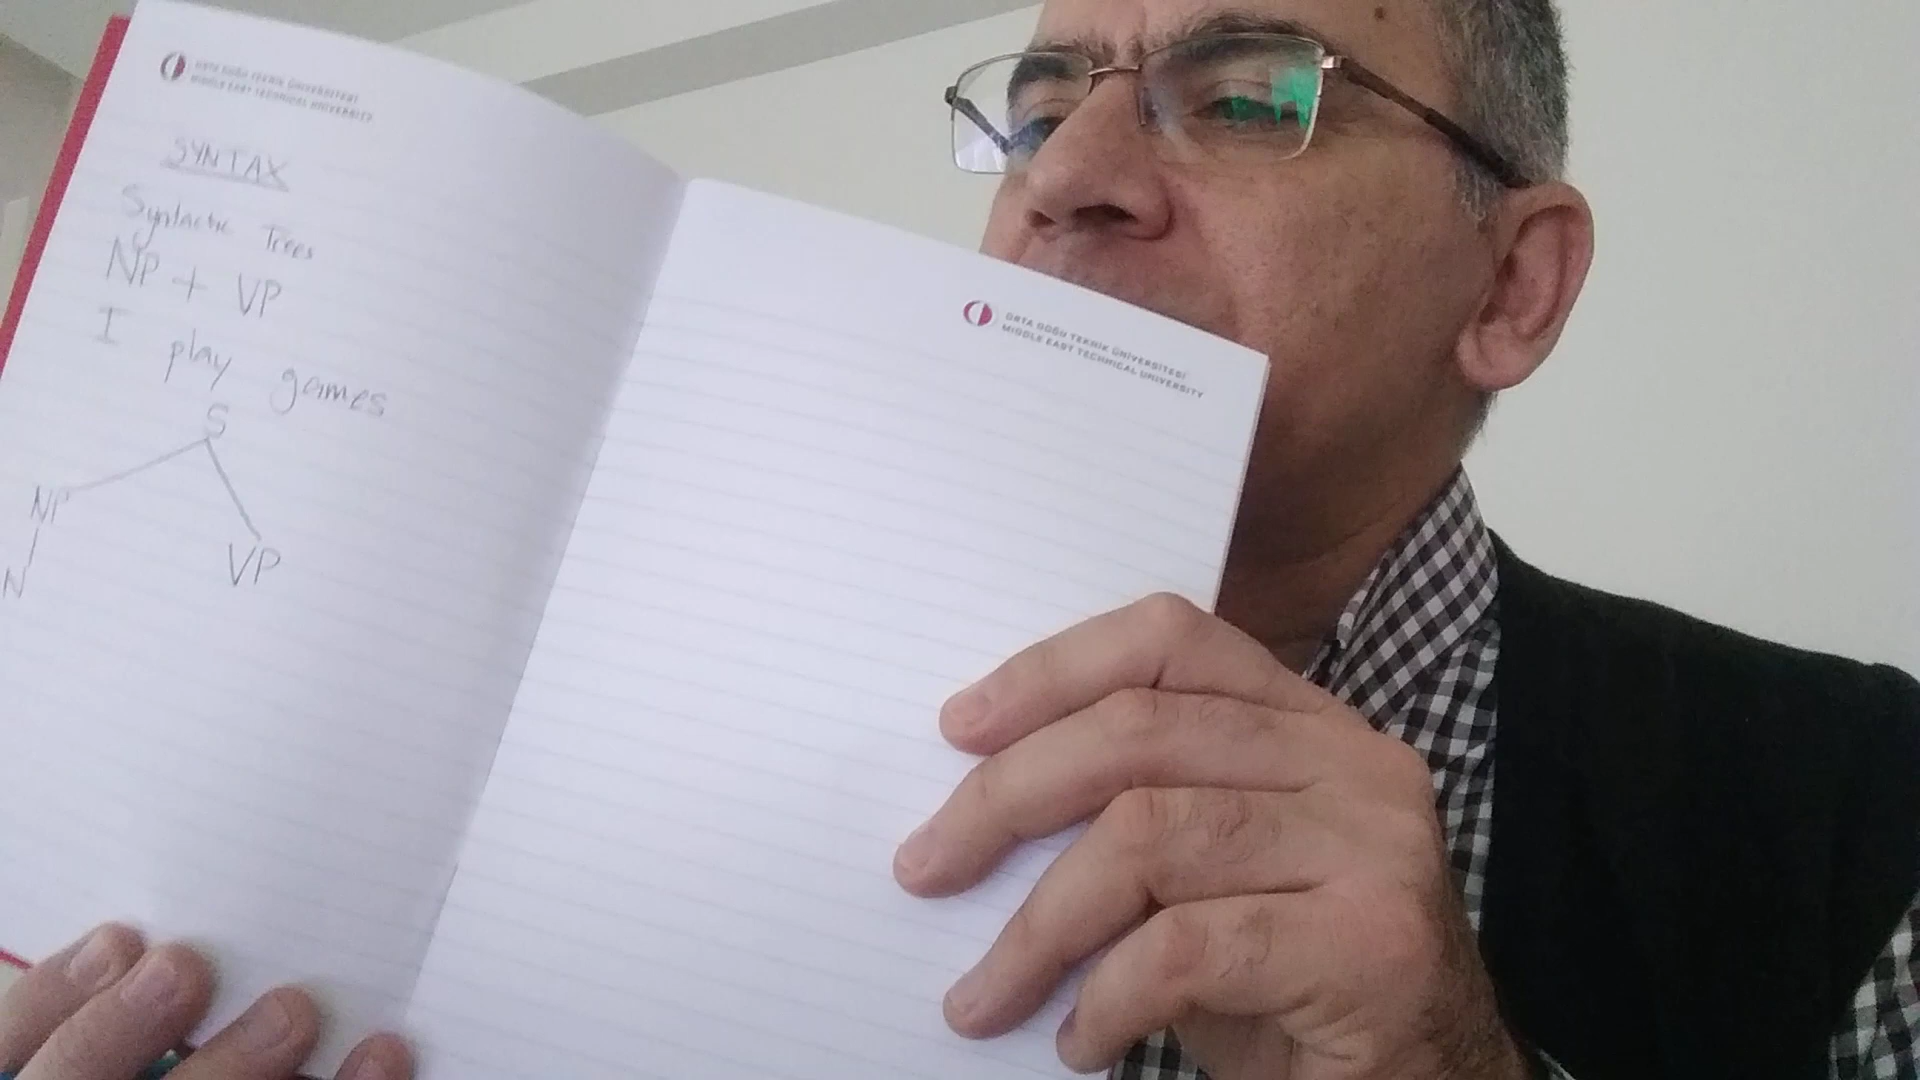 ORTA DOĞU TEKNİK ÜNİVERSİTESİ
MIDDLE EAST TECHNICAL UNIVERSITY
SYNTAX
Syntactic Trees
NP + VP
I play games
S
NP
VP
N
ORTA DOĞU TEKNİK ÜNİVERSİTESİ
MIDDLE EAST TECHNICAL UNIVERSITY